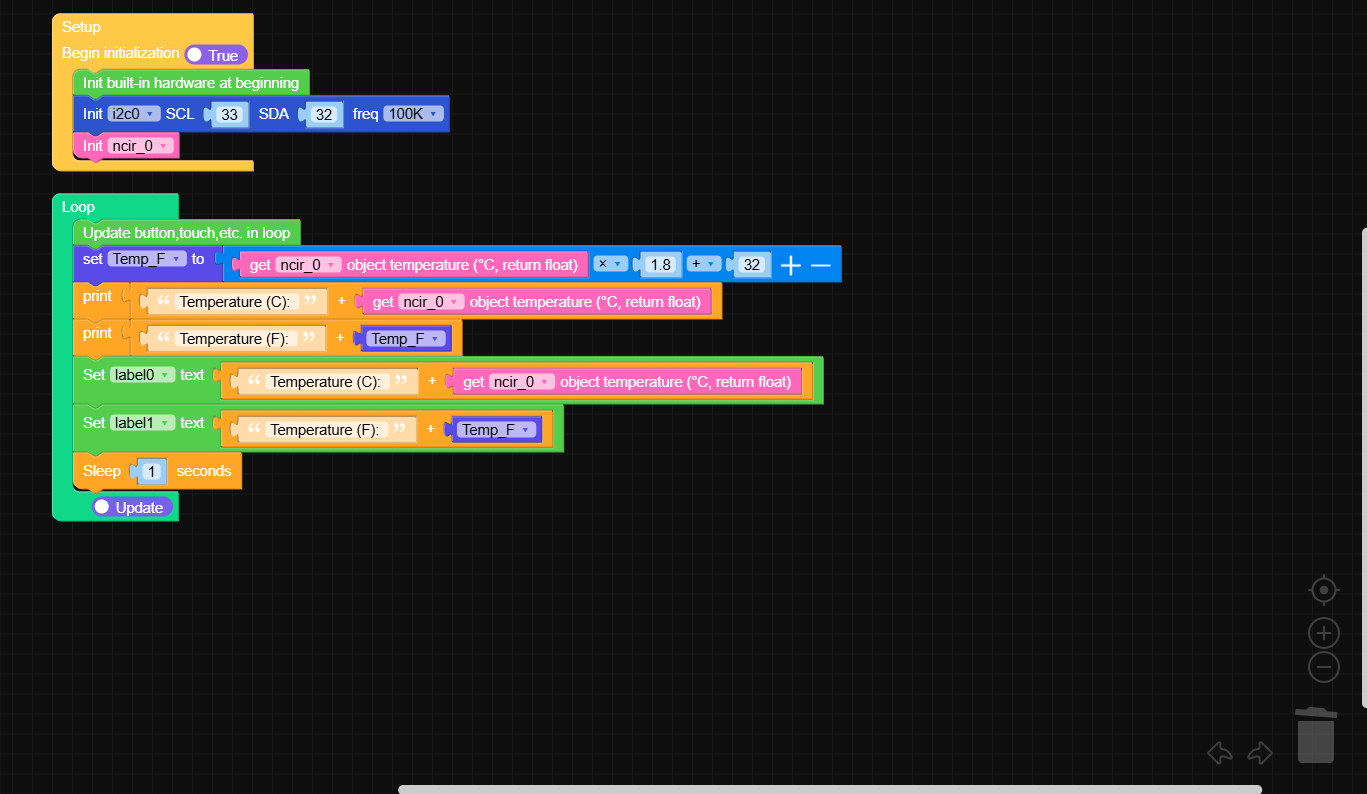 Setup
Begin initialization True
Init built-in hardware at beginning
Init i2c0 SCL 33 SDA 32 freq 100K
Init ncir_0
Loop
Update button,touch,etc. in loop
set Temp_F to get ncir_0 object temperature (°C, return float) × 1.8 + 32 + −
print “ Temperature (C): ” + get ncir_0 object temperature (°C, return float)
print “ Temperature (F): ” + Temp_F
Set label0 text “ Temperature (C): ” + get ncir_0 object temperature (°C, return float)
Set label1 text “ Temperature (F): ” + Temp_F
Sleep 1 seconds
Update